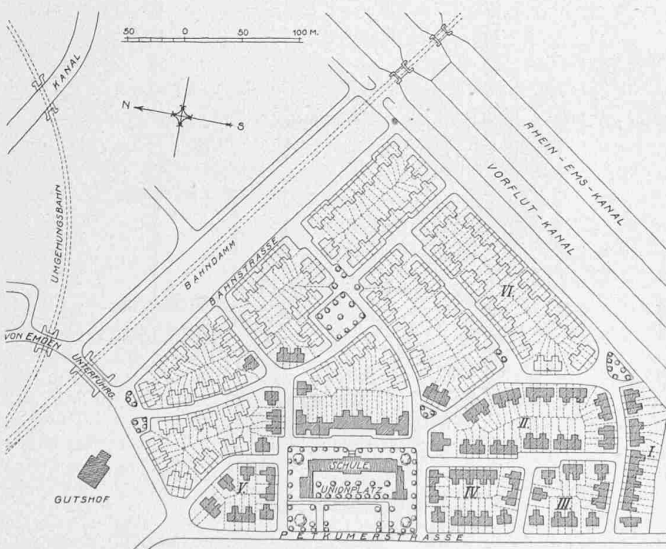 50 0 50 100 M.
N S
KANAL
UMGEHUNGSBAHN
RHEIN-EMS-KANAL
VORFLUT-KANAL
BAHNDAMM
BAHNSTRASSE
VON EMDEN
UNTERFÜHRG.
GUTSHOF
VI.
II.
I.
V.
SCHULE
UNIONPLATZ
IV.
III.
PETKUMERSTRASSE